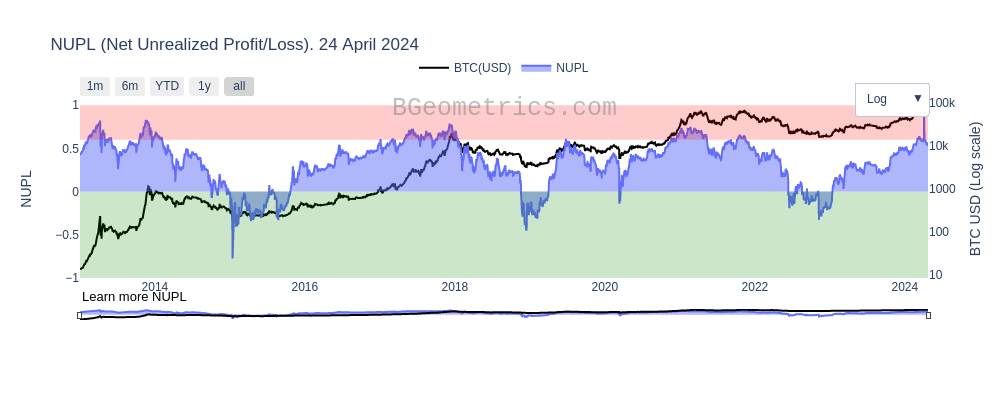 NUPL (Net Unrealized Profit/Loss). 24 April 2024
BTC(USD) NUPL
1m 6m YTD 1y all
Log ▼
BGeometrics.com
1
0.5
0
−0.5
−1
NUPL
100k
10k
1000
100
10
BTC USD (Log scale)
2014 2016 2018 2020 2022 2024
Learn more NUPL